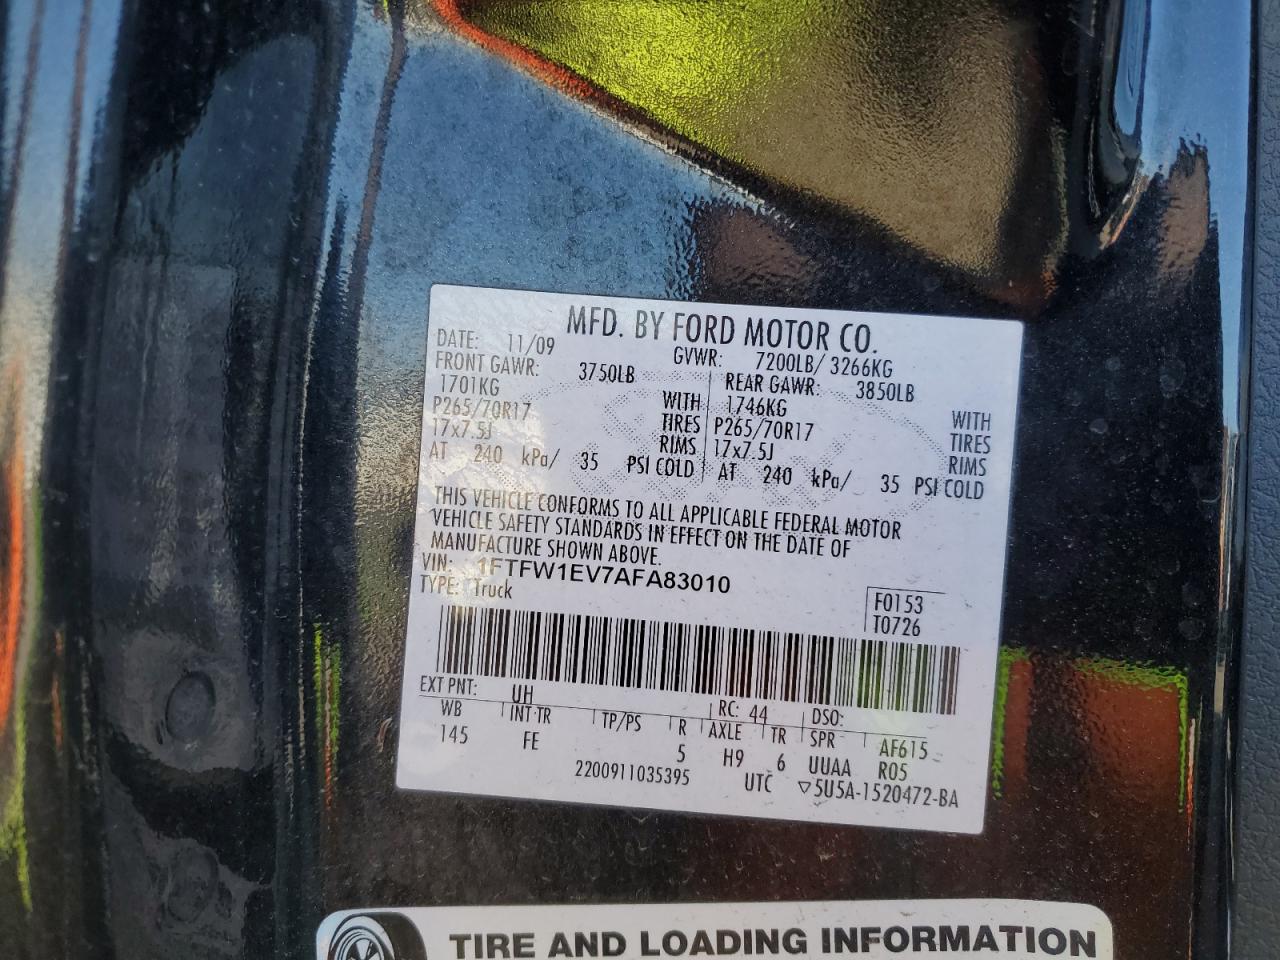 MFD. BY FORD MOTOR CO.
DATE: 11/09 GVWR: 7200LB/ 3266KG
FRONT GAWR: 3750LB REAR GAWR: 3850LB
1701KG WITH 1746KG WITH
P265/70R17 TIRES P265/70R17 TIRES
17x7.5J RIMS 17x7.5J RIMS
AT 240 kPa/ 35 PSI COLD AT 240 kPa/ 35 PSI COLD
THIS VEHICLE CONFORMS TO ALL APPLICABLE FEDERAL MOTOR
VEHICLE SAFETY STANDARDS IN EFFECT ON THE DATE OF
MANUFACTURE SHOWN ABOVE.
VIN: 1FTFW1EV7AFA83010
TYPE: Truck
F0153
T0726
EXT PNT: UH RC: 44 DSO:
WB INT TR TP/PS R AXLE TR SPR AF615
145 FE 5 H9 6 UUAA R05
2200911035395 UTC ▽5U5A-1520472-BA
TIRE AND LOADING INFORMATION